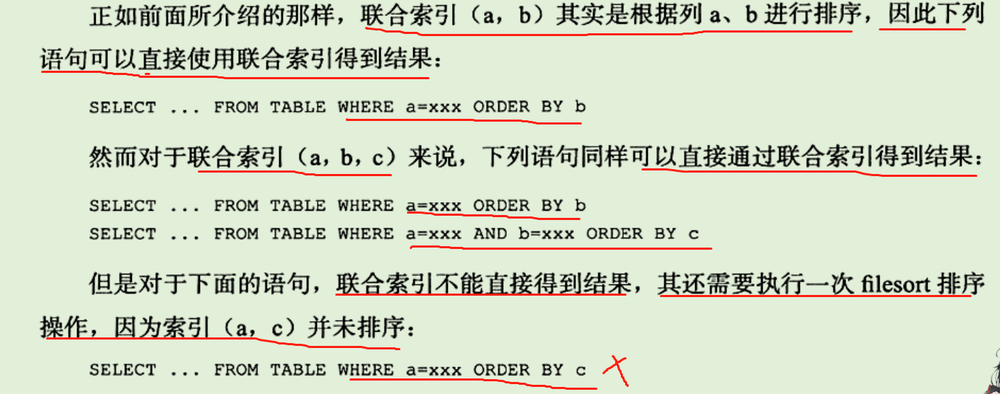 正如前面所介绍的那样，联合索引（a，b）其实是根据列 a、b 进行排序，因此下列
语句可以直接使用联合索引得到结果：
SELECT ... FROM TABLE WHERE a=xxx ORDER BY b
然而对于联合索引（a，b，c）来说，下列语句同样可以直接通过联合索引得到结果：
SELECT ... FROM TABLE WHERE a=xxx ORDER BY b
SELECT ... FROM TABLE WHERE a=xxx AND b=xxx ORDER BY c
但是对于下面的语句，联合索引不能直接得到结果，其还需要执行一次 filesort 排序
操作，因为索引（a，c）并未排序：
SELECT ... FROM TABLE WHERE a=xxx ORDER BY c